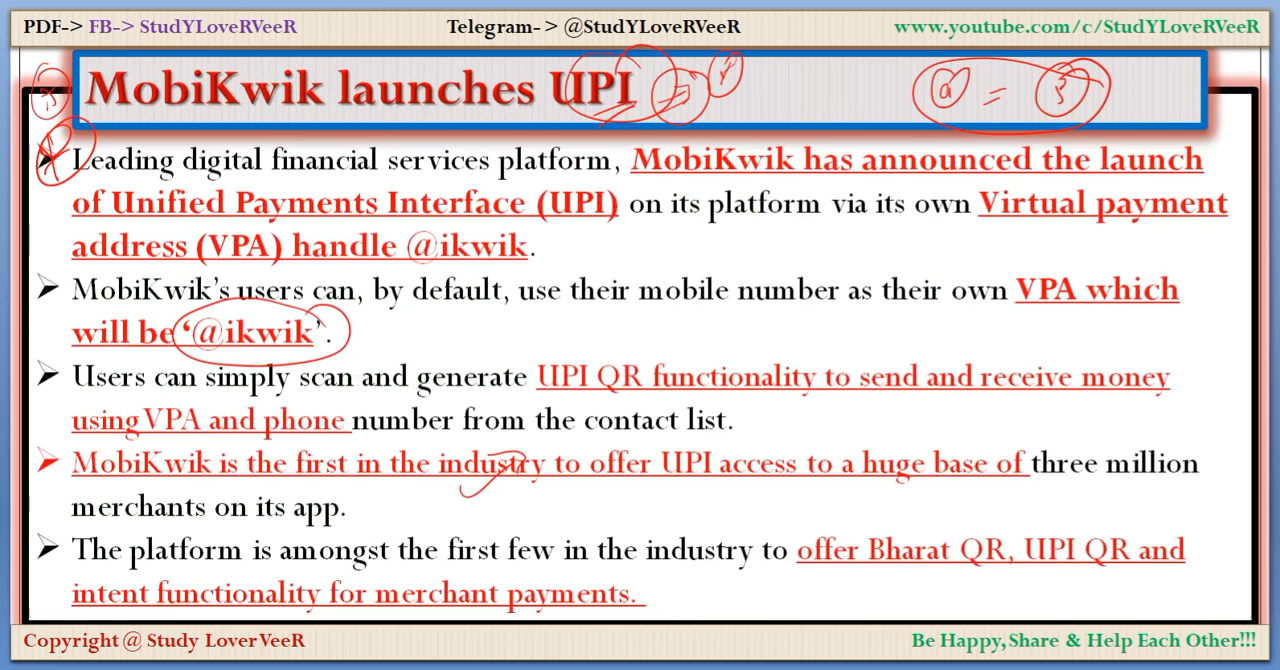 PDF-> FB-> StudYLoveRVeeR Telegram-> @StudYLoveRVeeR www.youtube.com/c/StudYLoveRVeeR
MobiKwik launches UPI
➤ Leading digital financial services platform, MobiKwik has announced the launch
of Unified Payments Interface (UPI) on its platform via its own Virtual payment
address (VPA) handle @ikwik.
➤ MobiKwik's users can, by default, use their mobile number as their own VPA which
will be ‘@ikwik’.
➤ Users can simply scan and generate UPI QR functionality to send and receive money
using VPA and phone number from the contact list.
➤ MobiKwik is the first in the industry to offer UPI access to a huge base of three million
merchants on its app.
➤ The platform is amongst the first few in the industry to offer Bharat QR, UPI QR and
intent functionality for merchant payments.
Copyright @ Study LoverVeeR Be Happy, Share & Help Each Other!!!